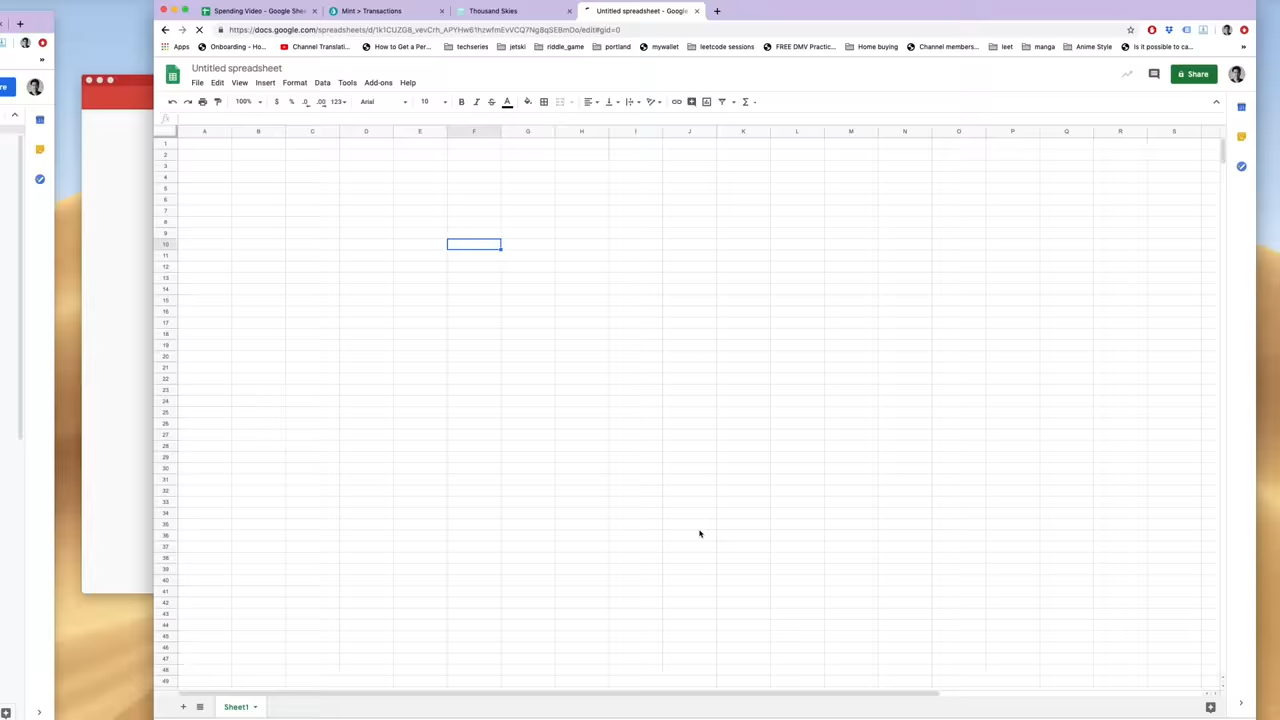 Spending Video - Google Shee
Mint > Transactions
Thousand Skies
Untitled spreadsheet - Google
https://docs.google.com/spreadsheets/d/1k1CUZG8_vevCrh_APYHw61hzwfmEvVCQ7Ng8qSEBmDo/edit#gid=0
Apps
Onboarding - Ho...
Channel Translati...
How to Get a Per...
techseries
jetski
riddle_game
portland
mywallet
leetcode sessions
FREE DMV Practic...
Home buying
Channel members...
leet
manga
Anime Style
Is it possible to ca...
»
»
Untitled spreadsheet
File Edit View Insert Format Data Tools Add-ons Help
Share
re
100% $ % .0 .00 123 Arial 10 B I S A Σ
fx
A B C D E F G H I J K L M N O P Q R S
1
2
3
4
5
6
7
8
9
10
11
12
13
14
15
16
17
18
19
20
21
22
23
24
25
26
27
28
29
30
31
32
33
34
35
36
37
38
39
40
41
42
43
44
45
46
47
48
49
Sheet1